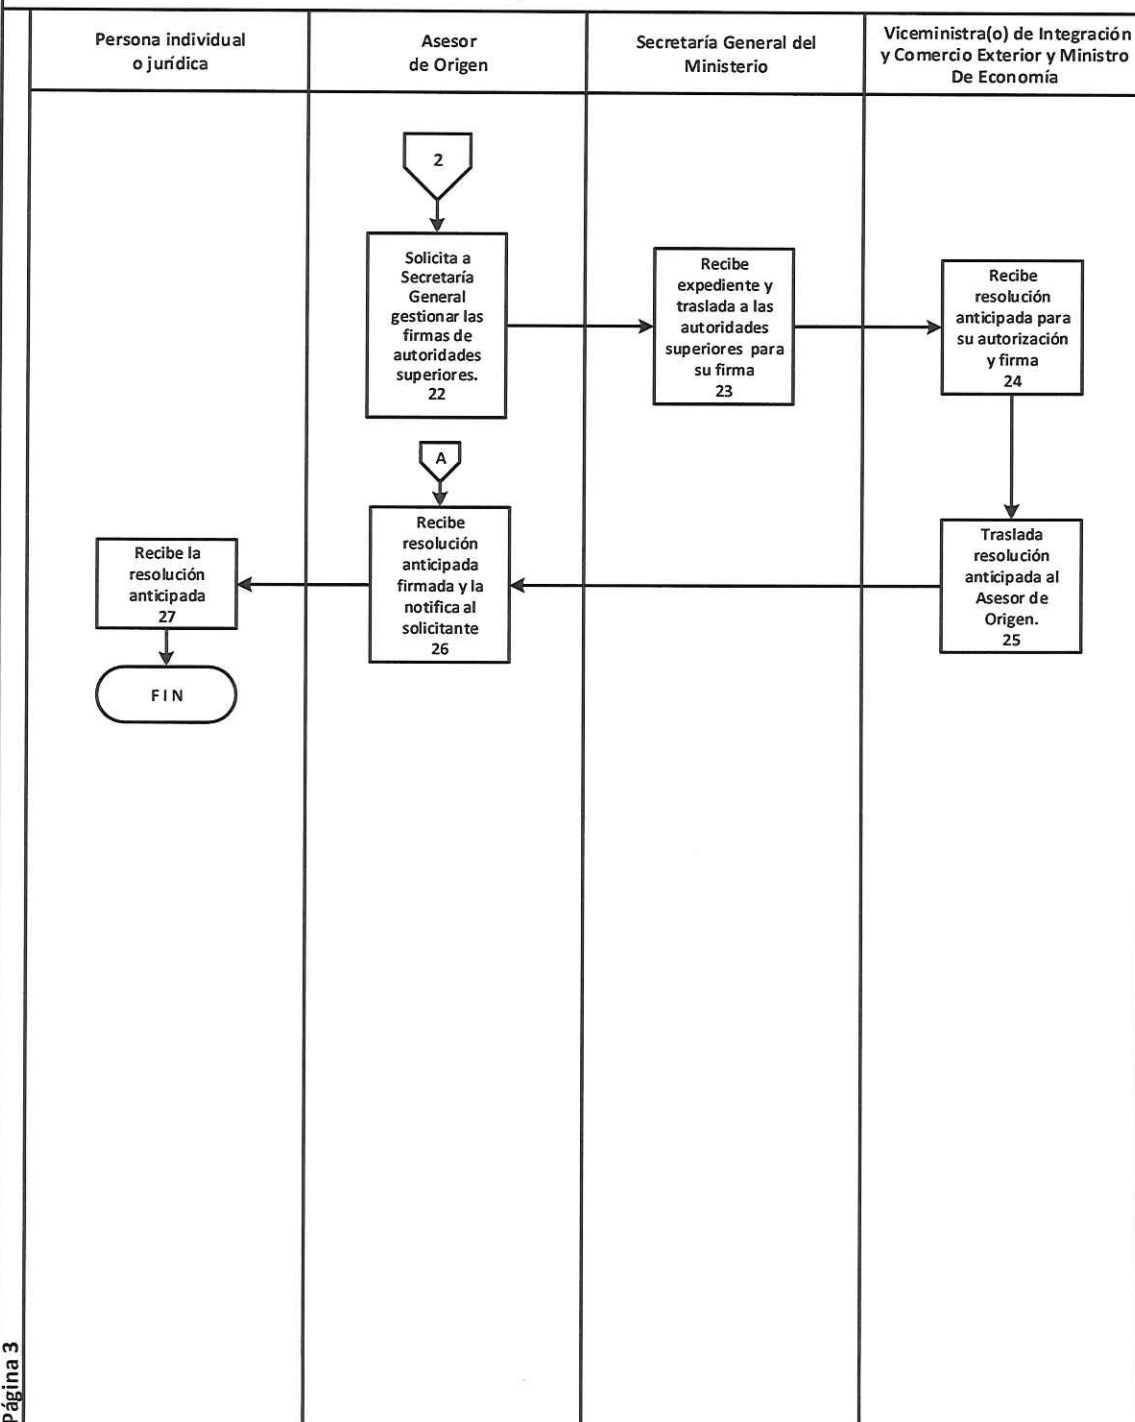 Persona individual
o jurídica
Asesor
de Origen
Secretaría General del
Ministerio
Viceministra(o) de Integración
y Comercio Exterior y Ministro
De Economía
2
Solicita a
Secretaría
General
gestionar las
firmas de
autoridades
superiores.
22
Recibe
expediente y
traslada a las
autoridades
superiores para
su firma
23
Recibe
resolución
anticipada para
su autorización
y firma
24
A
Recibe
resolución
anticipada
firmada y la
notifica al
solicitante
26
Traslada
resolución
anticipada al
Asesor de
Origen.
25
Recibe la
resolución
anticipada
27
FIN
Página 3